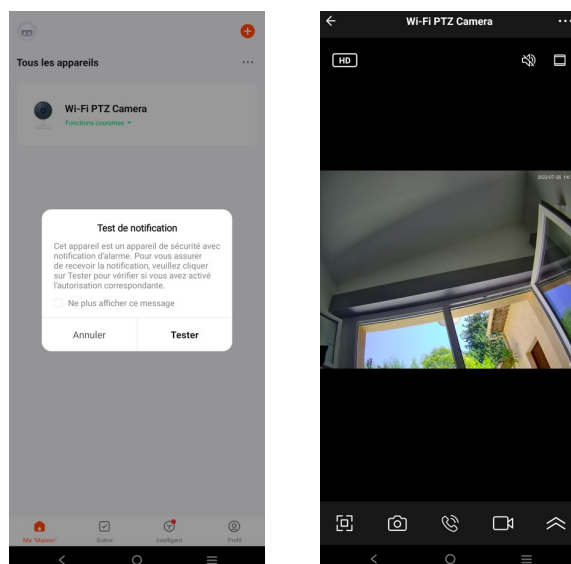 Tous les appareils
Wi-Fi PTZ Camera
Fonctions courantes
Test de notification
Cet appareil est un appareil de sécurité avec
notification d'alarme. Pour vous assurer
de recevoir la notification, veuillez cliquer
sur Tester pour vérifier si vous avez activé
l'autorisation correspondante.
Ne plus afficher ce message
Annuler Tester
Ma "Maison" Scène Intelligent Profil
Wi-Fi PTZ Camera
HD